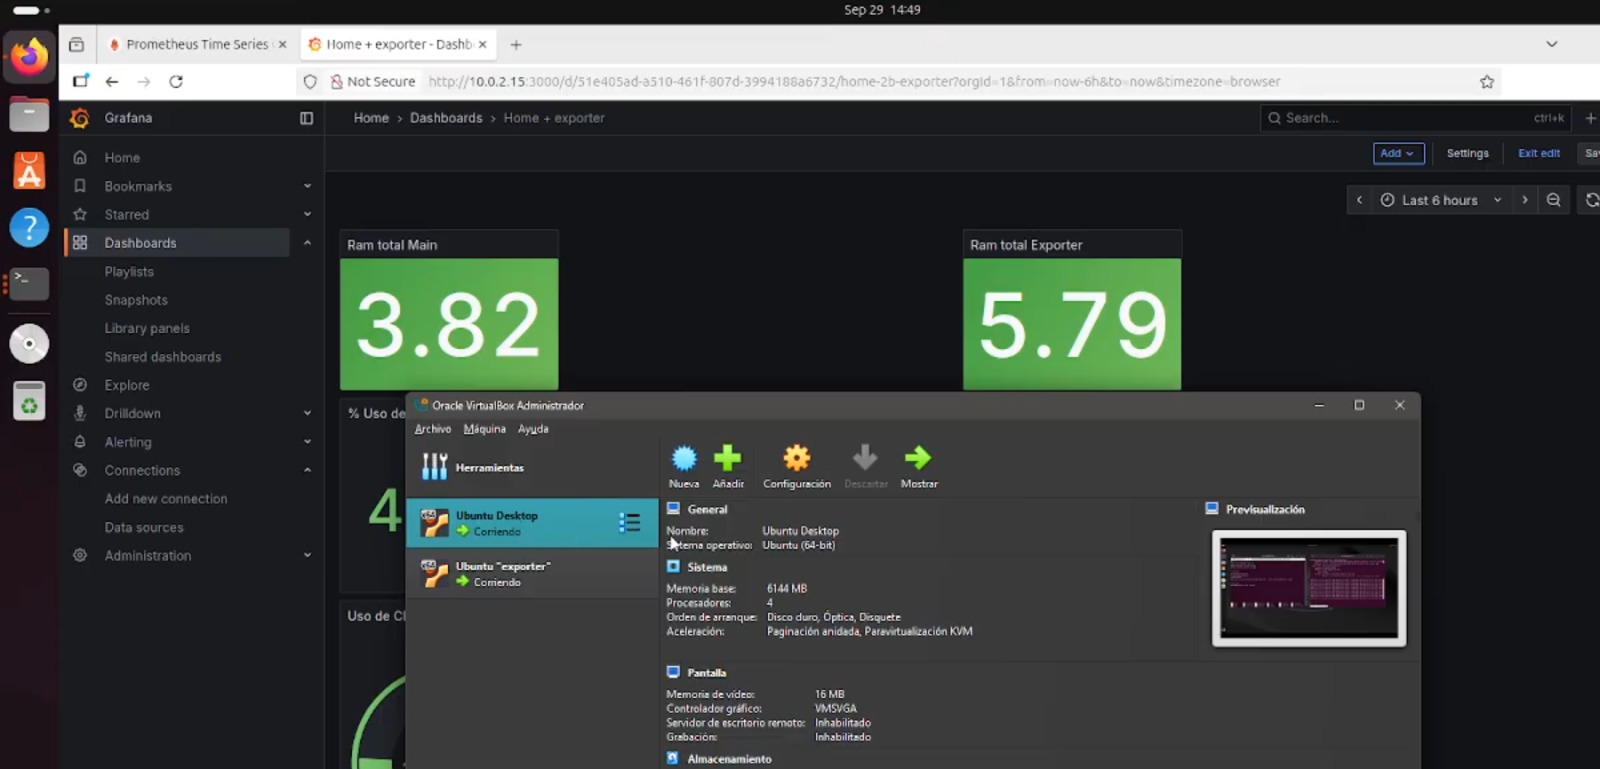 Sep 29 14:49
Prometheus Time Series
Home + exporter - Dashb
Not Secure
http://10.0.2.15:3000/d/51e405ad-a510-461f-807d-3994188a6732/home-2b-exporter?orgId=1&from=now-6h&to=now&timezone=browser
Grafana
Home › Dashboards › Home + exporter
Search...
ctrl+k
Add
Settings
Exit edit
Sav
Last 6 hours
Home
Bookmarks
Starred
Dashboards
Playlists
Snapshots
Library panels
Shared dashboards
Explore
Drilldown
Alerting
Connections
Add new connection
Data sources
Administration
Ram total Main
3.82
Ram total Exporter
5.79
% Uso de
4
Uso de C
Oracle VirtualBox Administrador
Archivo Máquina Ayuda
Herramientas
Nueva
Añadir
Configuración
Descartar
Mostrar
Ubuntu Desktop
Corriendo
Ubuntu "exporter"
Corriendo
General
Nombre: Ubuntu Desktop
Sistema operativo: Ubuntu (64-bit)
Sistema
Memoria base: 6144 MB
Procesadores: 4
Orden de arranque: Disco duro, Óptica, Disquete
Aceleración: Paginación anidada, Paravirtualización KVM
Pantalla
Memoria de vídeo: 16 MB
Controlador gráfico: VMSVGA
Servidor de escritorio remoto: Inhabilitado
Grabación: Inhabilitado
Almacenamiento
Previsualización